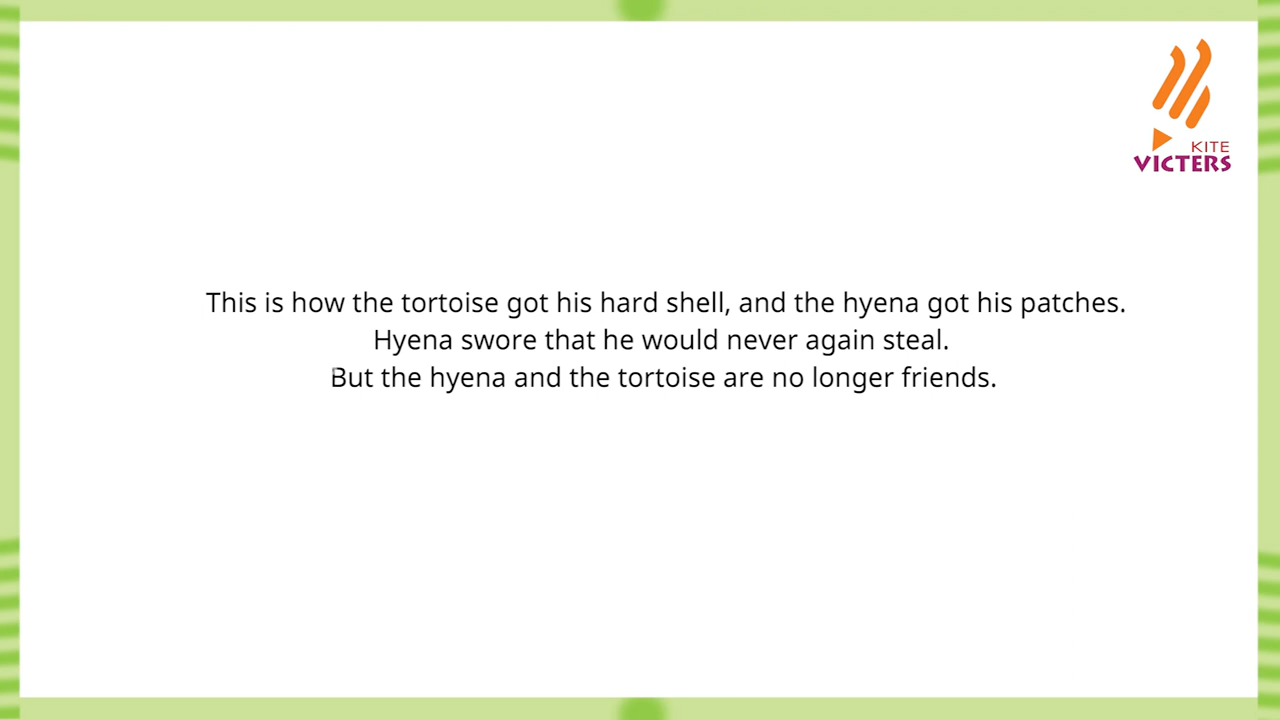 KITE
VICTERS
This is how the tortoise got his hard shell, and the hyena got his patches.
Hyena swore that he would never again steal.
But the hyena and the tortoise are no longer friends.